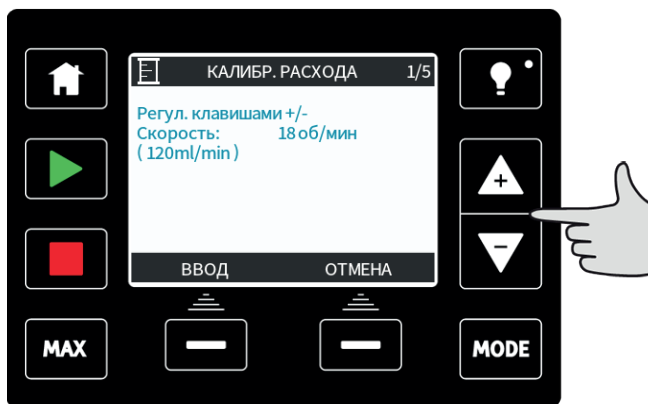 КАЛИБР. РАСХОДА 1/5
Регул. клавишами +/-
Скорость: 18 об/мин
( 120ml/min )
ВВОД ОТМЕНА
+
−
MAX
MODE